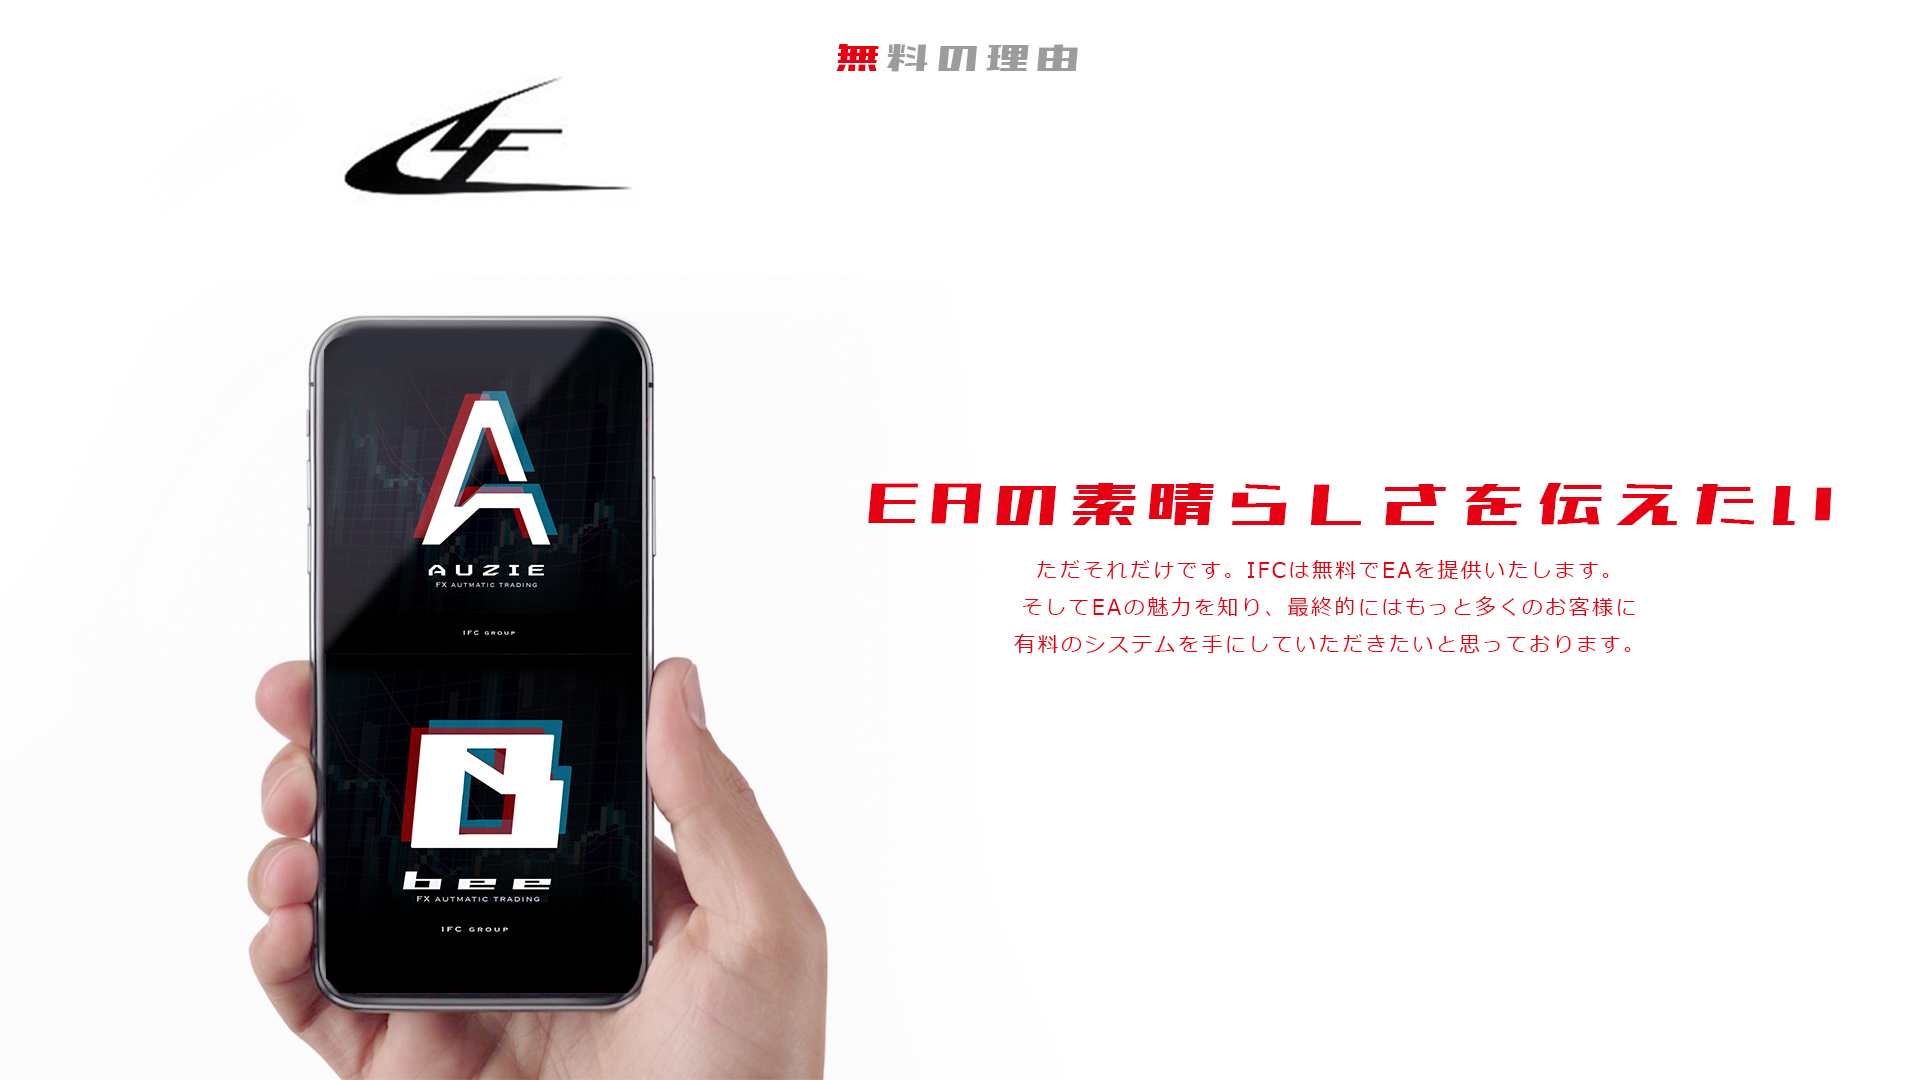 無料の理由
AUZIE
FX AUTMATIC TRADING
IFC GROUP
bee
FX AUTMATIC TRADING
IFC GROUP
EAの素晴らしさを伝えたい
ただそれだけです。IFCは無料でEAを提供いたします。
そしてEAの魅力を知り、最終的にはもっと多くのお客様に
有料のシステムを手にしていただきたいと思っております。